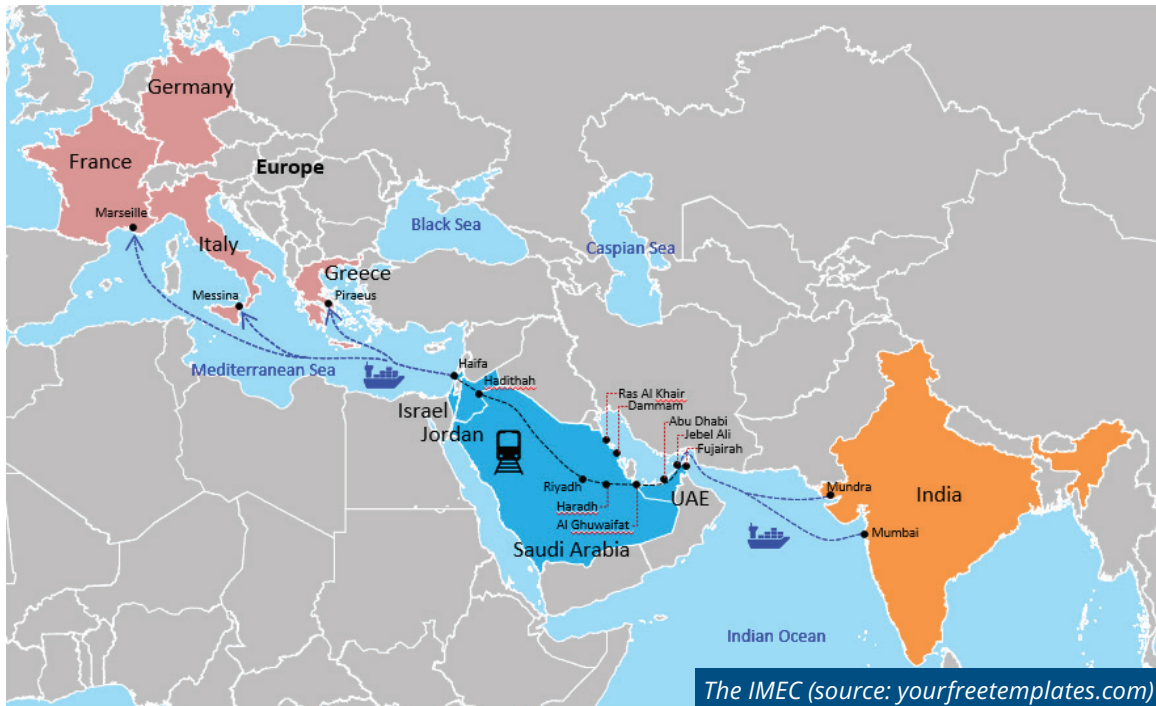 Germany
France
Europe
Marseille
Italy
Black Sea
Caspian Sea
Greece
Messina
Piraeus
Mediterranean Sea
Haifa
Hadithah
Israel
Jordan
Ras Al Khair
Dammam
Abu Dhabi
Jebel Ali
Fujairah
Riyadh
Haradh
Al Ghuwaifat
UAE
Saudi Arabia
Mundra
India
Mumbai
Indian Ocean
The IMEC (source: yourfreetemplates.com)